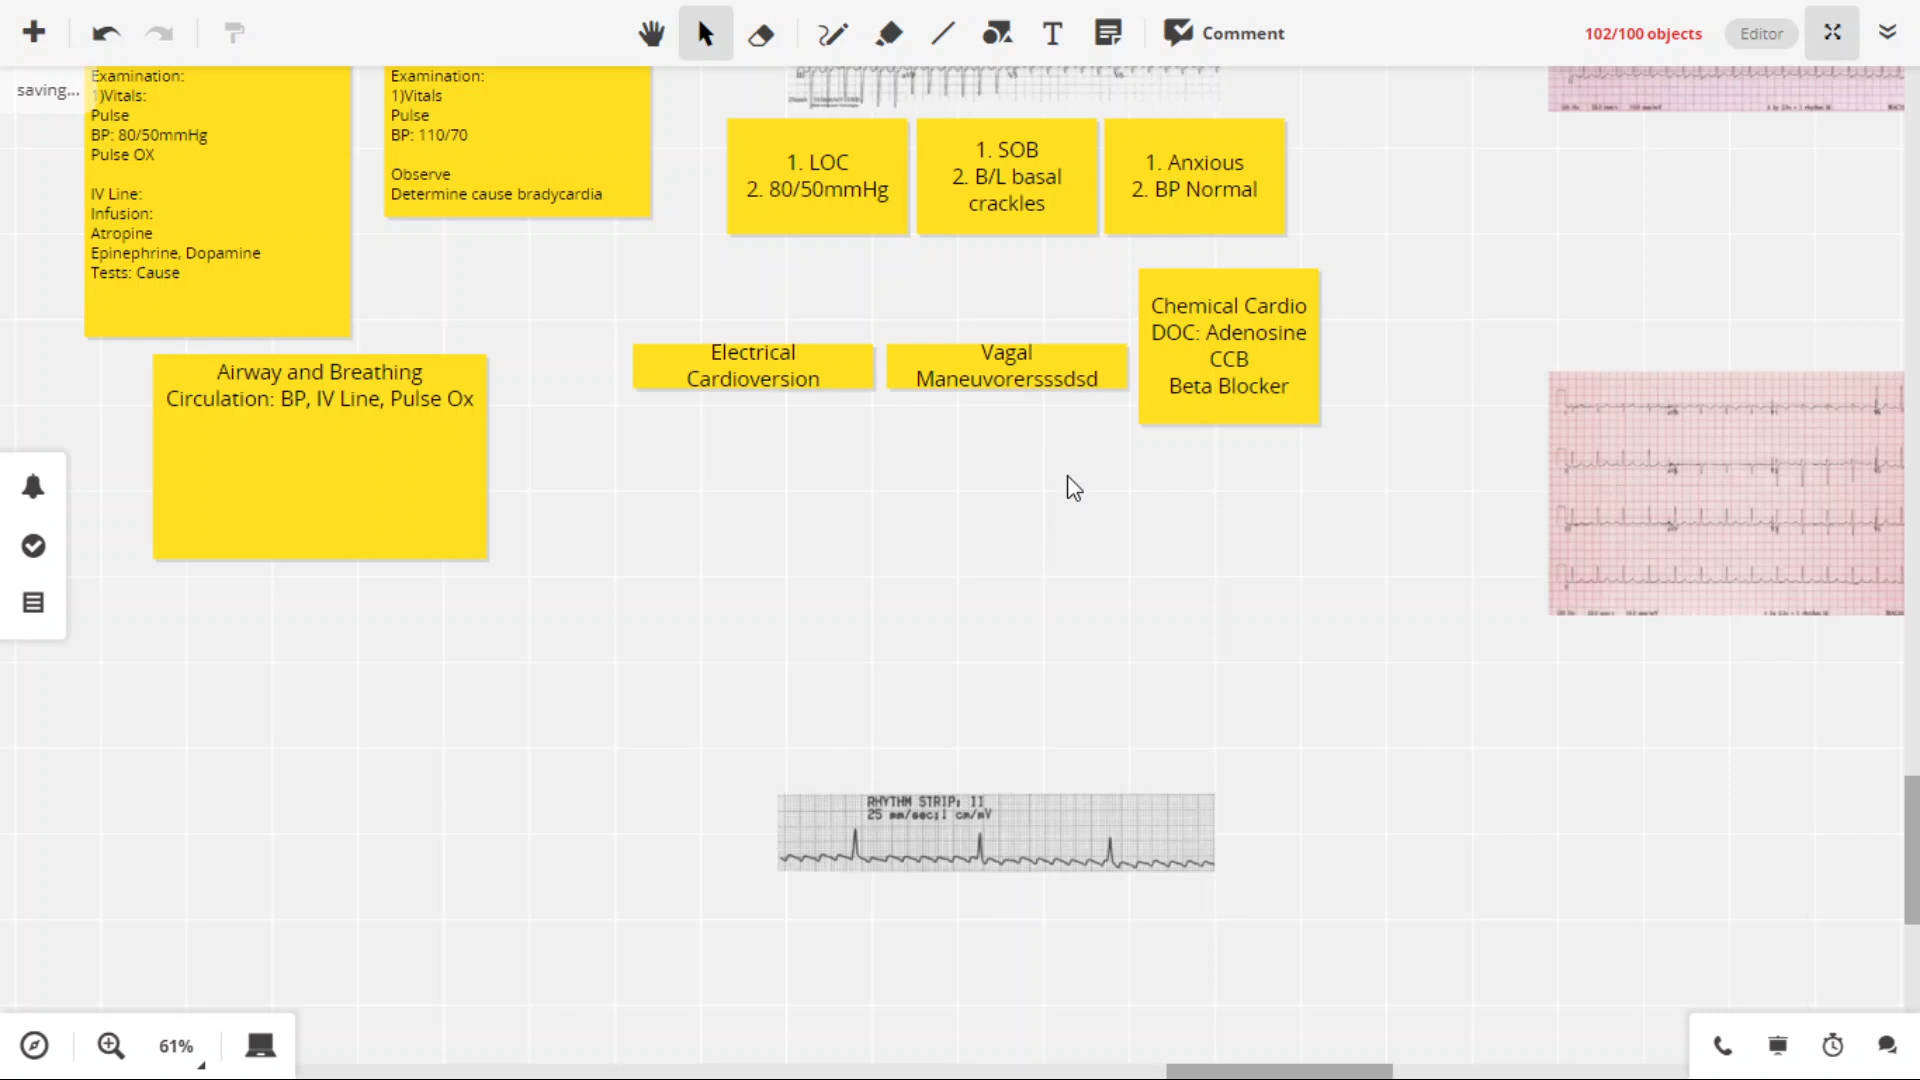 Comment
102/100 objects
Editor
saving...
Examination:
1)Vitals:
Pulse
BP: 80/50mmHg
Pulse OX
IV Line:
Infusion:
Atropine
Epinephrine, Dopamine
Tests: Cause
Examination:
1)Vitals
Pulse
BP: 110/70
Observe
Determine cause bradycardia
1. LOC
2. 80/50mmHg
1. SOB
2. B/L basal
crackles
1. Anxious
2. BP Normal
Airway and Breathing
Circulation: BP, IV Line, Pulse Ox
Electrical
Cardioversion
Vagal
Maneuvorersssdsd
Chemical Cardio
DOC: Adenosine
CCB
Beta Blocker
RHYTHM STRIP: II
25 mm/sec;1 cm/mV
61%